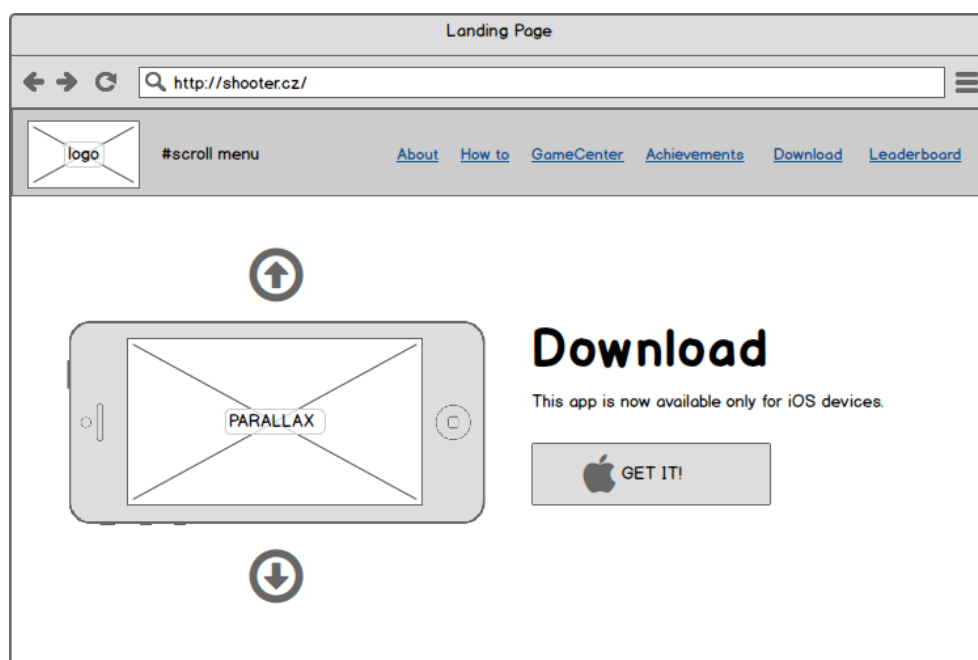 Landing Page
http://shooter.cz/
logo #scroll menu About How to GameCenter Achievements Download Leaderboard
Download
This app is now available only for iOS devices.
PARALLAX
GET IT!